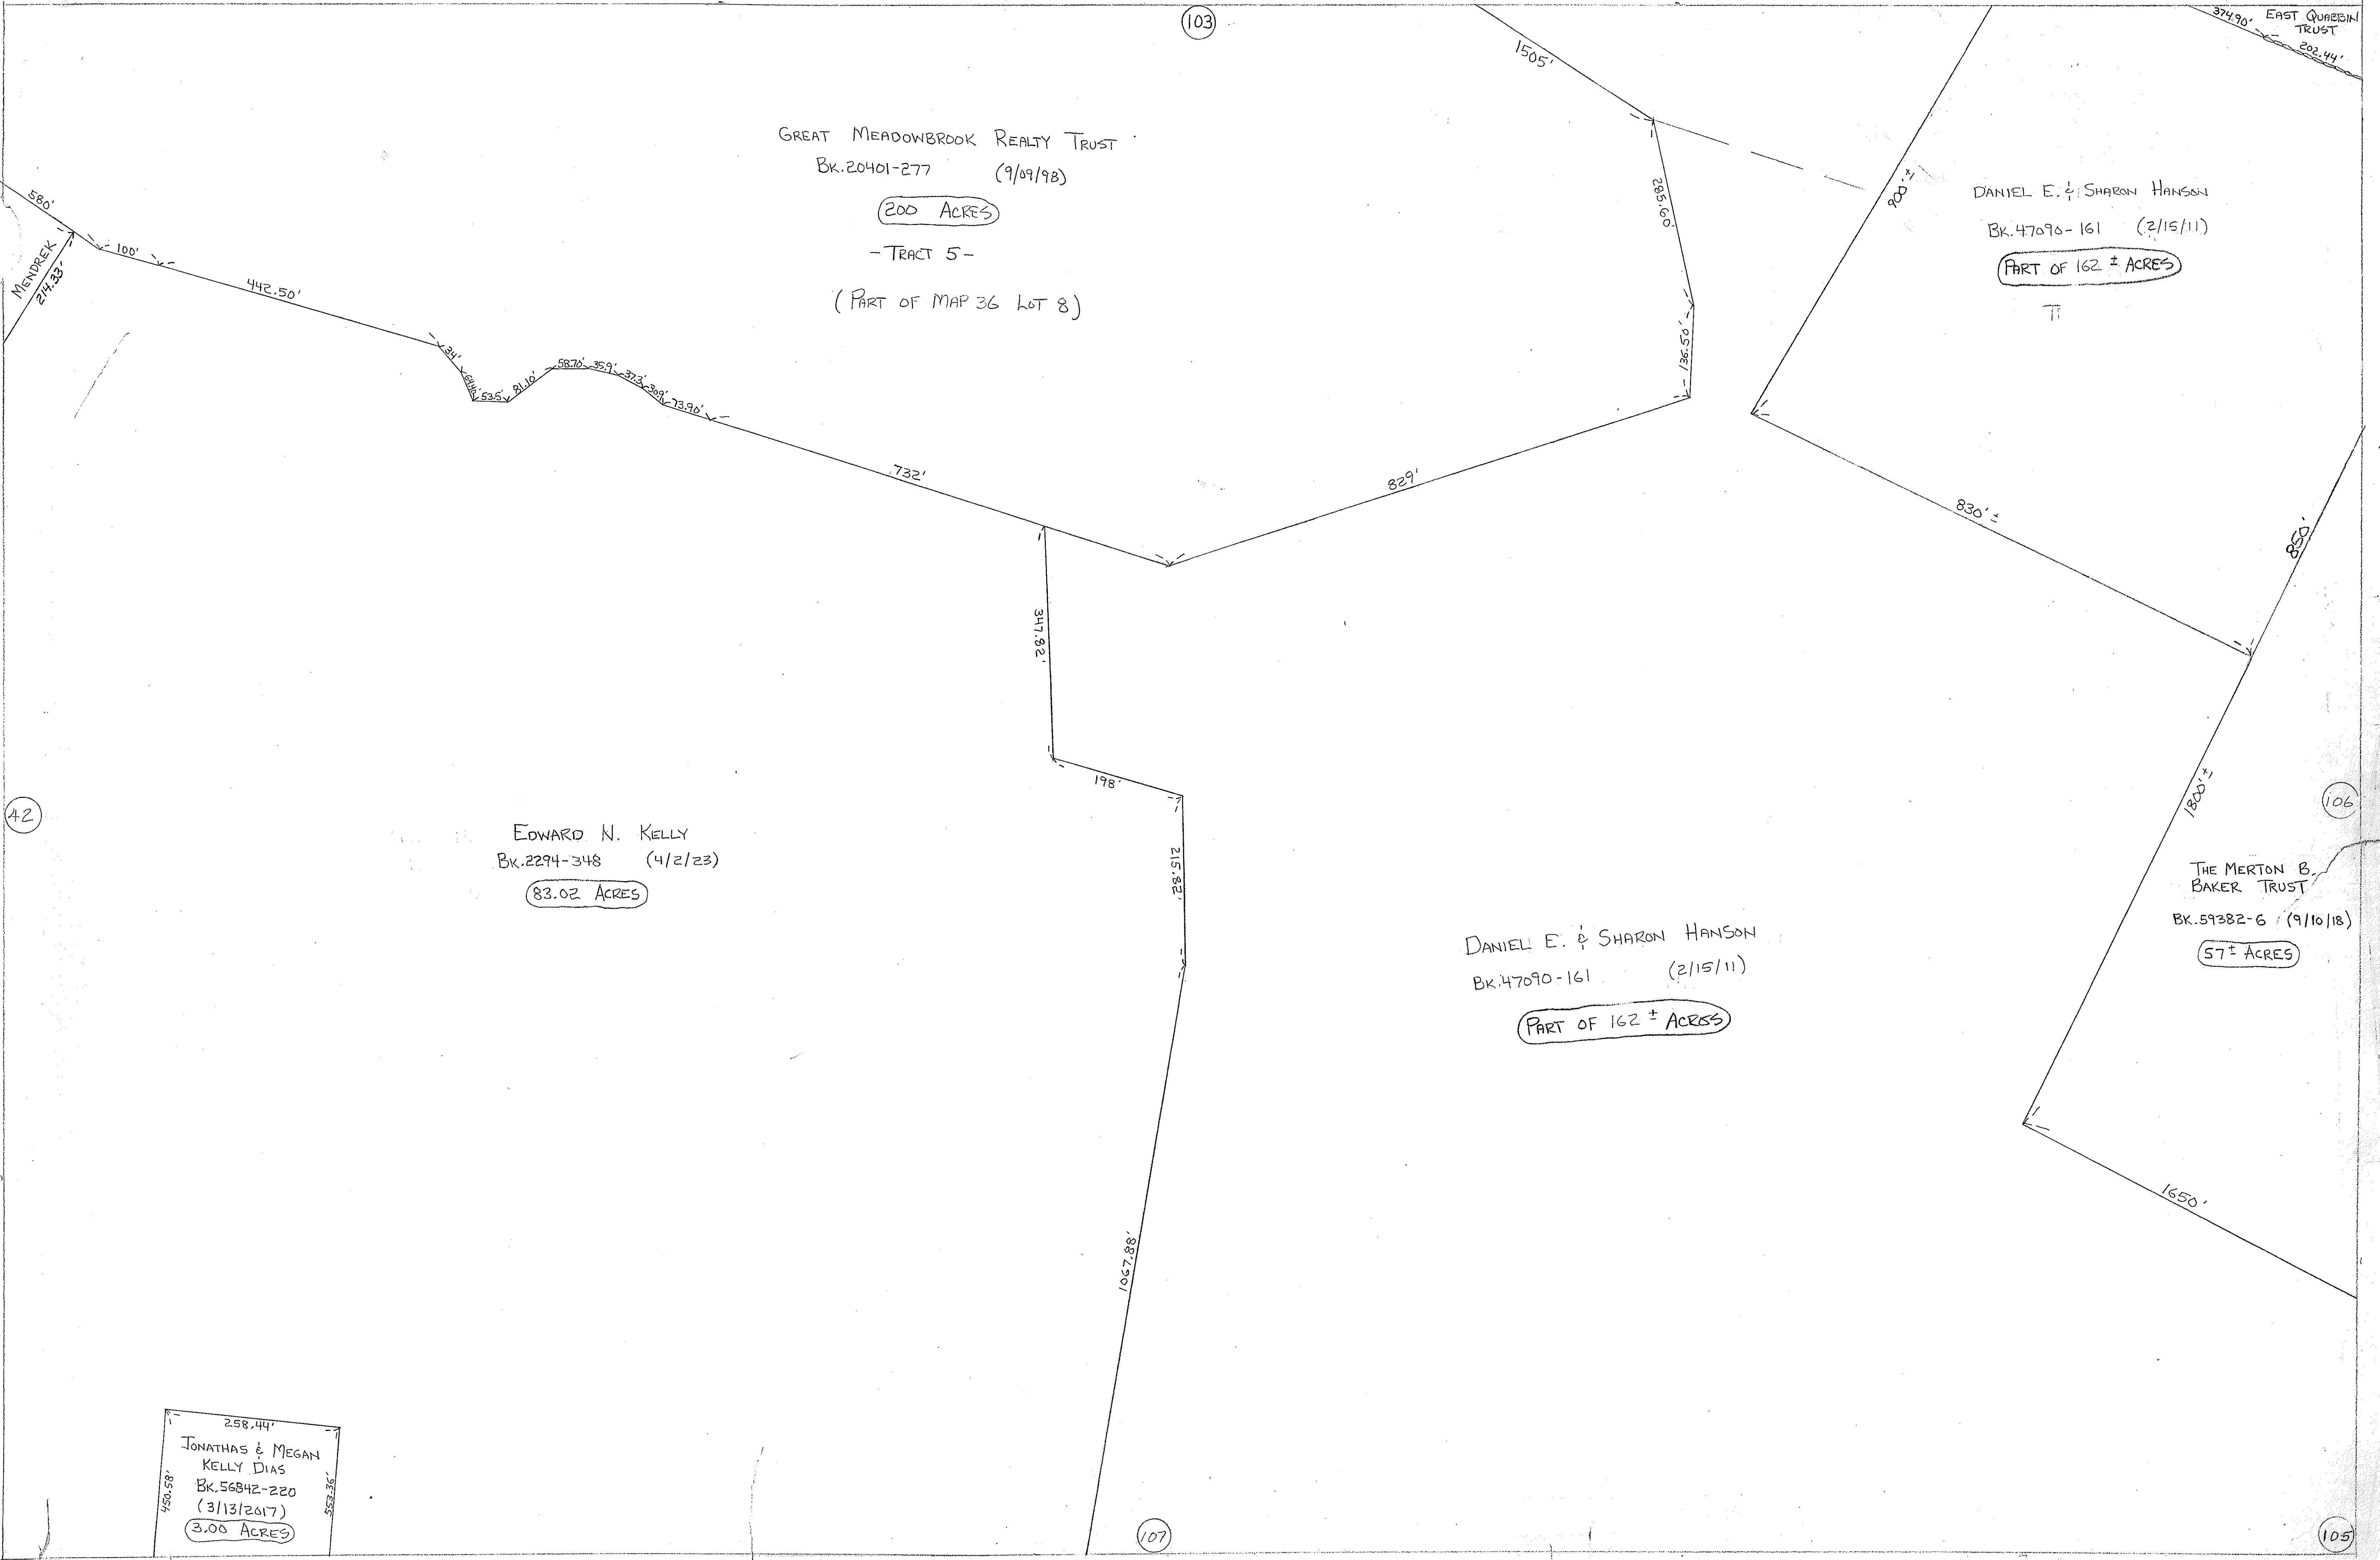 103
374.90'
EAST QUABBIN
TRUST
202.44'
1505'
GREAT MEADOWBROOK REALTY TRUST
BK.20401-277 (9/09/98)
200 ACRES
- TRACT 5 -
(PART OF MAP 36 LOT 8)
285.60'
900'±
DANIEL E. & SHARON HANSON
BK.47090-161 (2/15/11)
PART OF 162± ACRES
580'
MENDREK
214.33'
100'
442.50'
34'
53.5'
81.10'
58.70'
35.9'
37.3'
30.9'
73.90'
136.50'
732'
829'
830'±
850'
347.82'
198'
215.82'
1800'±
42
106
EDWARD N. KELLY
BK.2294-348 (4/2/23)
83.02 ACRES
THE MERTON B.
BAKER TRUST
BK.59382-6 (9/10/18)
57± ACRES
DANIEL E. & SHARON HANSON
BK.47090-161 (2/15/11)
PART OF 162± ACRES
1067.88'
1650'
258.44'
JONATHAS & MEGAN
KELLY DIAS
BK.56842-220
(3/13/2017)
3.00 ACRES
450.58'
553.36'
107
105